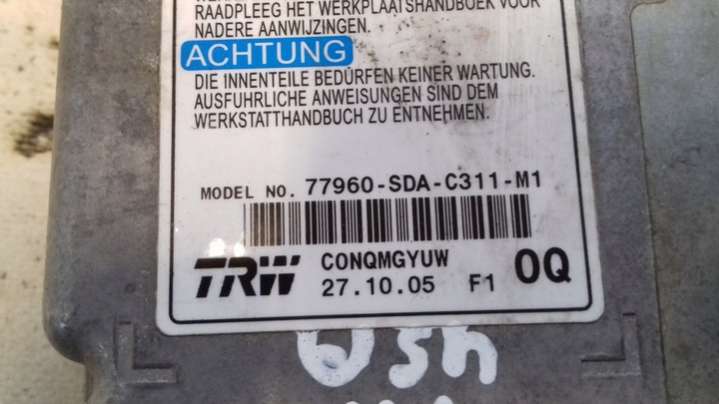 RAADPLEEG HET WERKPLAATSHANDBOEK VOOR
NADERE AANWIJZINGEN.
ACHTUNG
DIE INNENTEILE BEDÜRFEN KEINER WARTUNG.
AUSFUHRLICHE ANWEISUNGEN SIND DEM
WERKSTATTHANDBUCH ZU ENTNEHMEN.
MODEL NO. 77960-SDA-C311-M1
TRW CONQMGYUW 0Q
27.10.05 F1